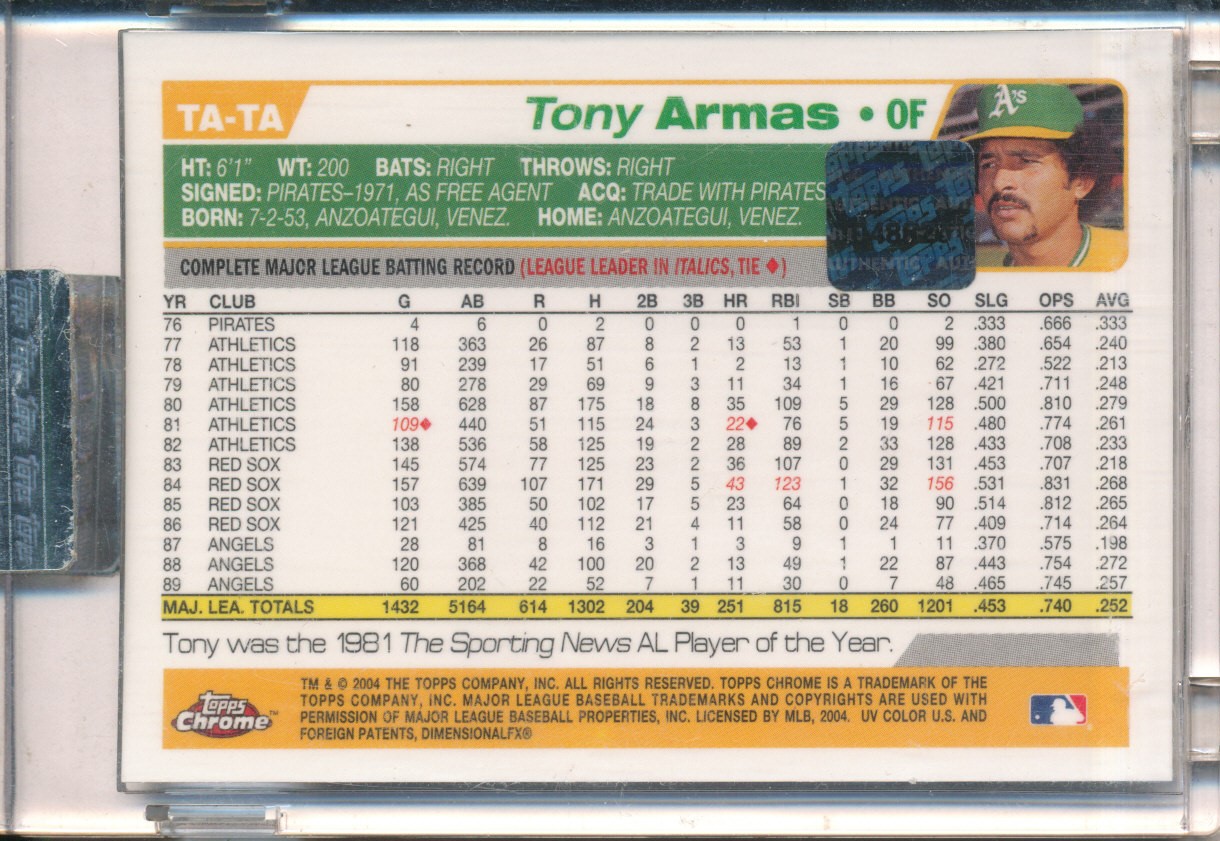 TA-TA
Tony Armas • OF
A's
HT: 6'1" WT: 200 BATS: RIGHT THROWS: RIGHT
SIGNED: PIRATES–1971, AS FREE AGENT ACQ: TRADE WITH PIRATES
BORN: 7-2-53, ANZOATEGUI, VENEZ. HOME: ANZOATEGUI, VENEZ.
COMPLETE MAJOR LEAGUE BATTING RECORD (LEAGUE LEADER IN ITALICS, TIE ♦)
YR CLUB G AB R H 2B 3B HR RBI SB BB SO SLG OPS AVG
76 PIRATES 4 6 0 2 0 0 0 1 0 0 2 .333 .666 .333
77 ATHLETICS 118 363 26 87 8 2 13 53 1 20 99 .380 .654 .240
78 ATHLETICS 91 239 17 51 6 1 2 13 1 10 62 .272 .522 .213
79 ATHLETICS 80 278 29 69 9 3 11 34 1 16 67 .421 .711 .248
80 ATHLETICS 158 628 87 175 18 8 35 109 5 29 128 .500 .810 .279
81 ATHLETICS 109♦ 440 51 115 24 3 22♦ 76 5 19 115 .480 .774 .261
82 ATHLETICS 138 536 58 125 19 2 28 89 2 33 128 .433 .708 .233
83 RED SOX 145 574 77 125 23 2 36 107 0 29 131 .453 .707 .218
84 RED SOX 157 639 107 171 29 5 43 123 1 32 156 .531 .831 .268
85 RED SOX 103 385 50 102 17 5 23 64 0 18 90 .514 .812 .265
86 RED SOX 121 425 40 112 21 4 11 58 0 24 77 .409 .714 .264
87 ANGELS 28 81 8 16 3 1 3 9 1 1 11 .370 .575 .198
88 ANGELS 120 368 42 100 20 2 13 49 1 22 87 .443 .754 .272
89 ANGELS 60 202 22 52 7 1 11 30 0 7 48 .465 .745 .257
MAJ. LEA. TOTALS 1432 5164 614 1302 204 39 251 815 18 260 1201 .453 .740 .252
Tony was the 1981 The Sporting News AL Player of the Year.
Topps Chrome™
TM & © 2004 THE TOPPS COMPANY, INC. ALL RIGHTS RESERVED. TOPPS CHROME IS A TRADEMARK OF THE
TOPPS COMPANY, INC. MAJOR LEAGUE BASEBALL TRADEMARKS AND COPYRIGHTS ARE USED WITH
PERMISSION OF MAJOR LEAGUE BASEBALL PROPERTIES, INC. LICENSED BY MLB, 2004. UV COLOR U.S. AND
FOREIGN PATENTS, DIMENSIONALFX®